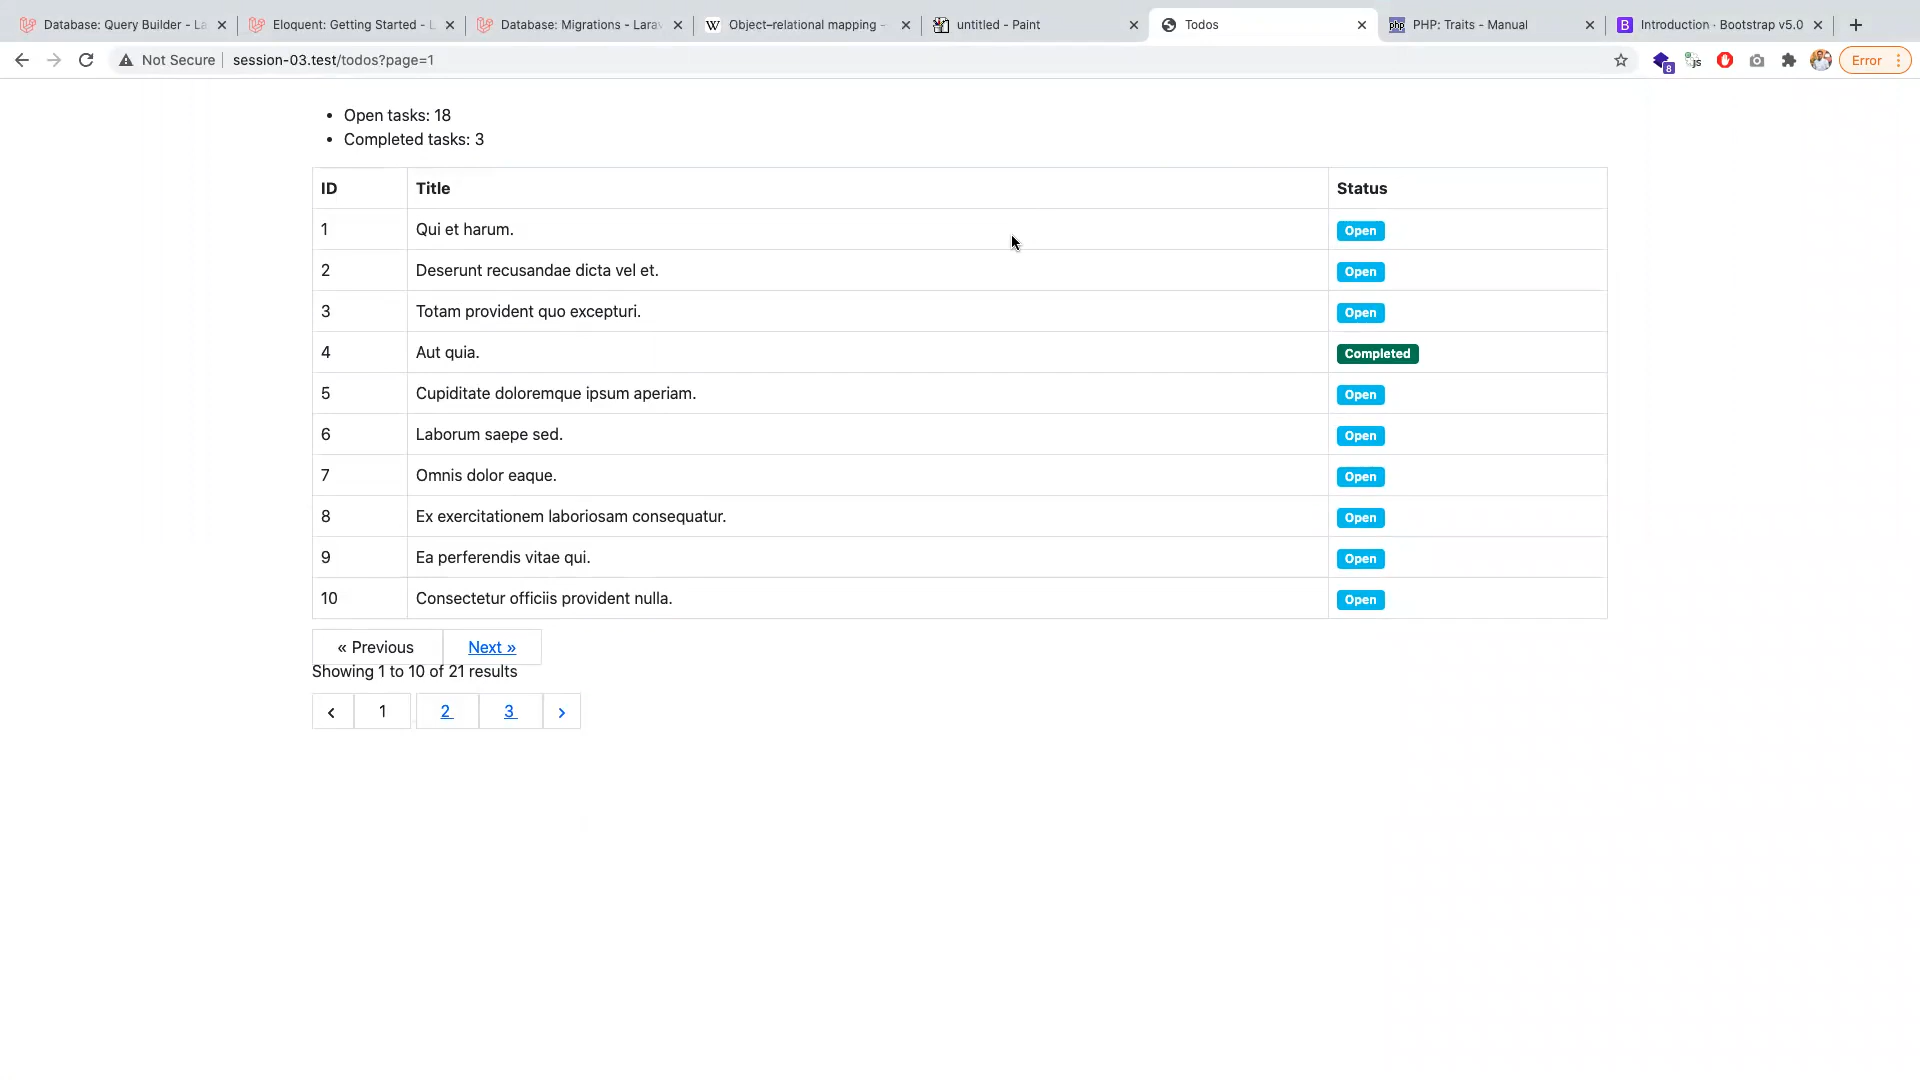 Database: Query Builder - La
Eloquent: Getting Started - L
Database: Migrations - Larav
W Object–relational mapping -
untitled - Paint
Todos
php PHP: Traits - Manual
B Introduction · Bootstrap v5.0
Not Secure session-03.test/todos?page=1
8
JS
Error
Open tasks: 18
Completed tasks: 3
ID Title Status
1 Qui et harum. Open
2 Deserunt recusandae dicta vel et. Open
3 Totam provident quo excepturi. Open
4 Aut quia. Completed
5 Cupiditate doloremque ipsum aperiam. Open
6 Laborum saepe sed. Open
7 Omnis dolor eaque. Open
8 Ex exercitationem laboriosam consequatur. Open
9 Ea perferendis vitae qui. Open
10 Consectetur officiis provident nulla. Open
« Previous Next »
Showing 1 to 10 of 21 results
‹ 1 2 3 ›